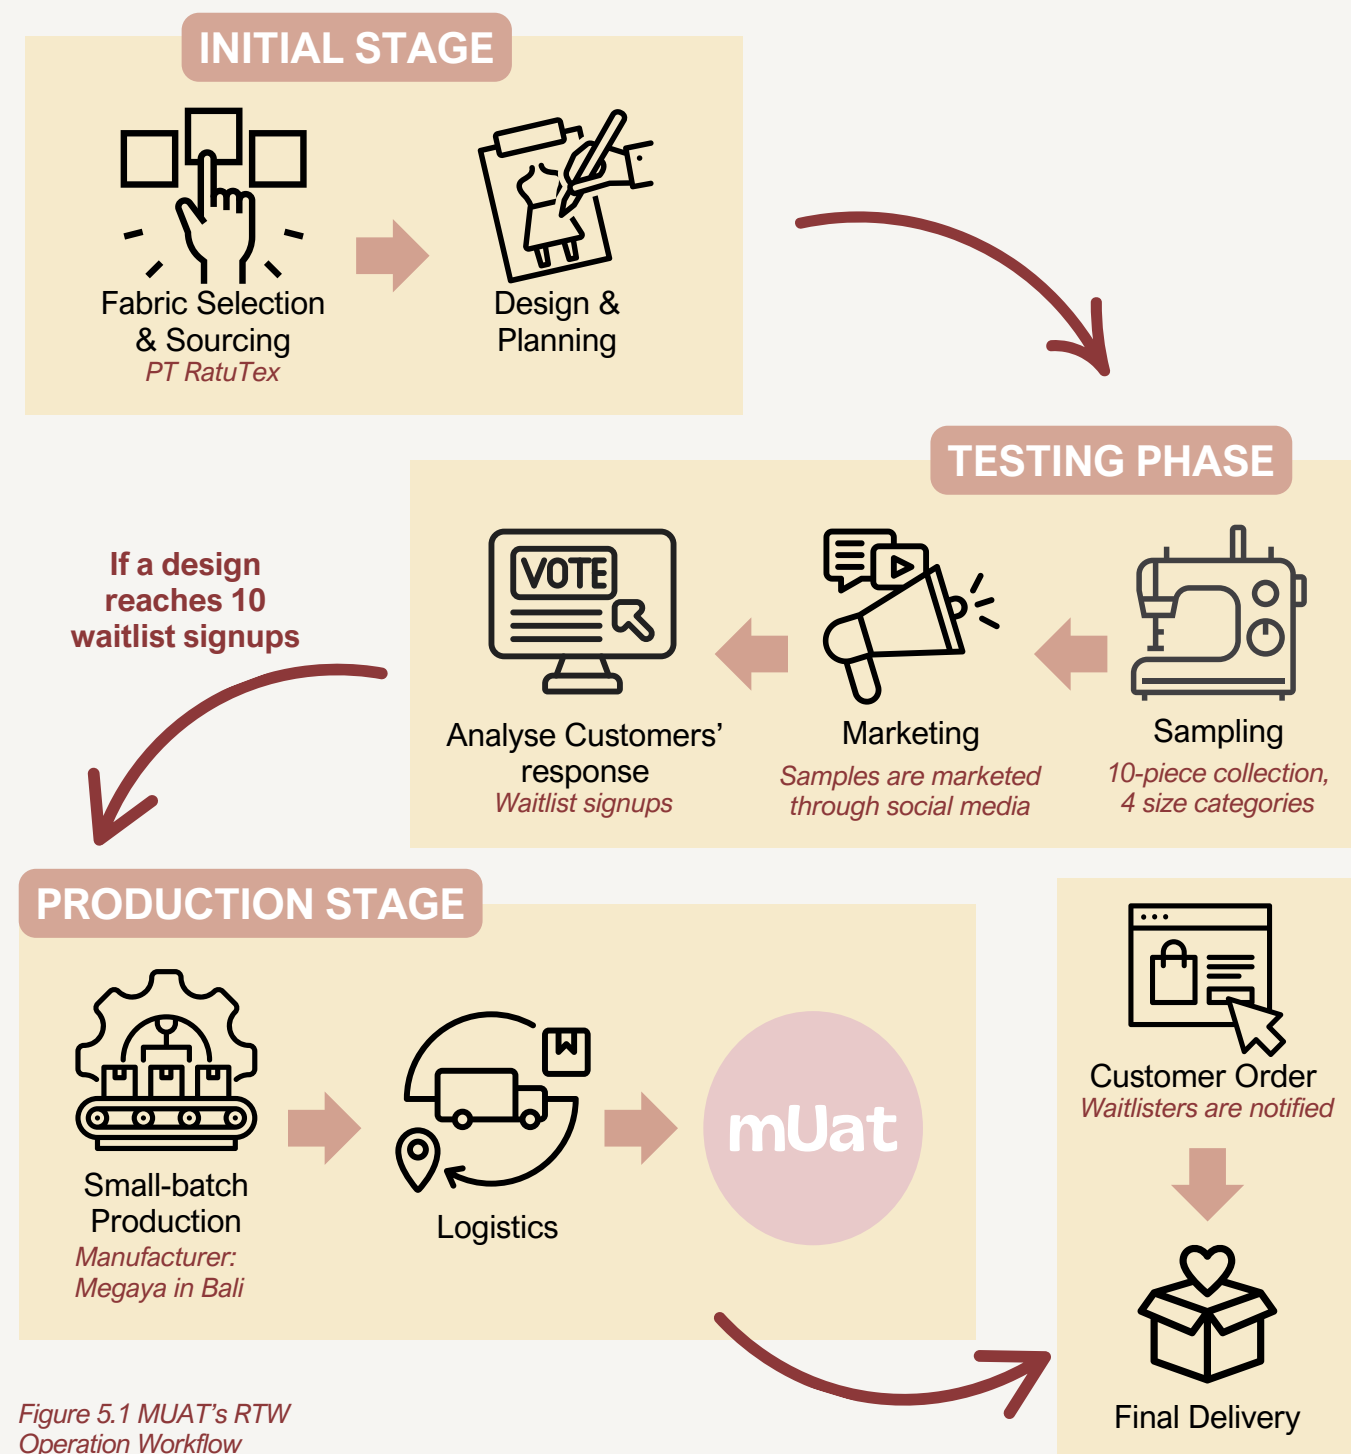 INITIAL STAGE
Fabric Selection
& Sourcing
PT RatuTex
Design &
Planning
TESTING PHASE
If a design
reaches 10
waitlist signups
VOTE
Analyse Customers’
response
Waitlist signups
Marketing
Samples are marketed
through social media
Sampling
10-piece collection,
4 size categories
PRODUCTION STAGE
Small-batch
Production
Manufacturer:
Megaya in Bali
Logistics
mUat
Customer Order
Waitlisters are notified
Final Delivery
Figure 5.1 MUAT’s RTW
Operation Workflow